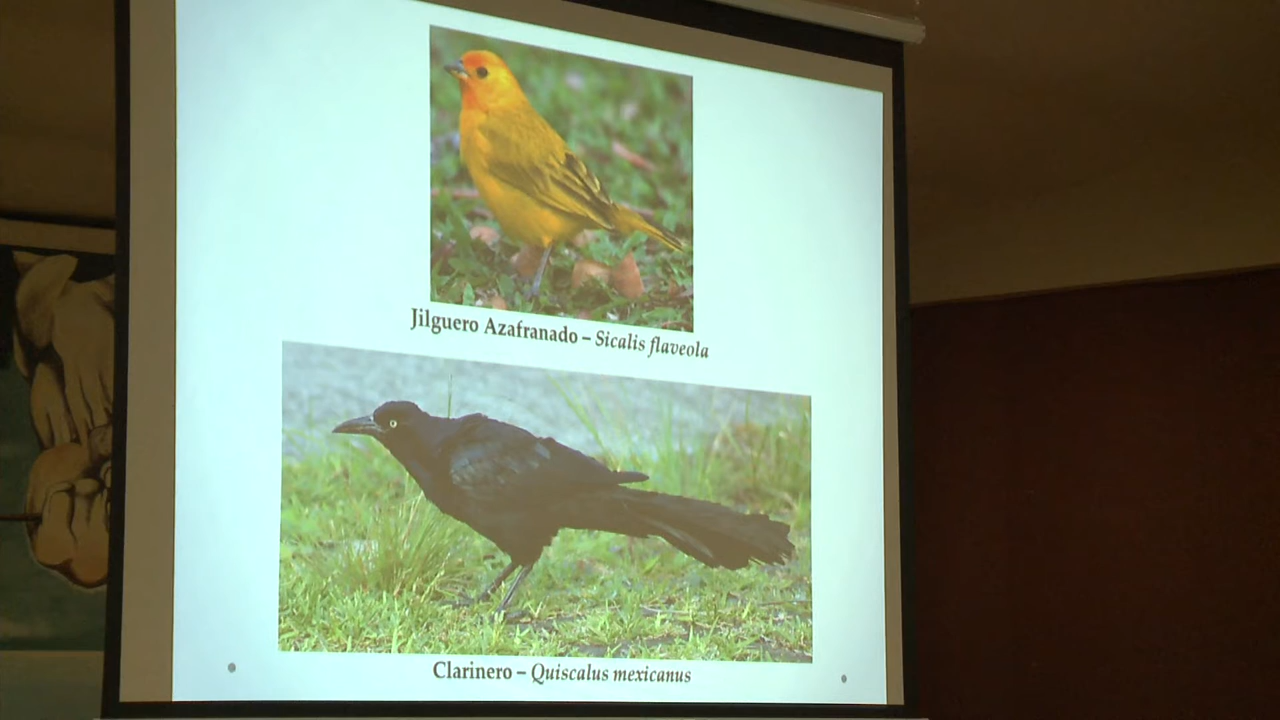 Jilguero Azafranado – Sicalis flaveola
Clarinero – Quiscalus mexicanus